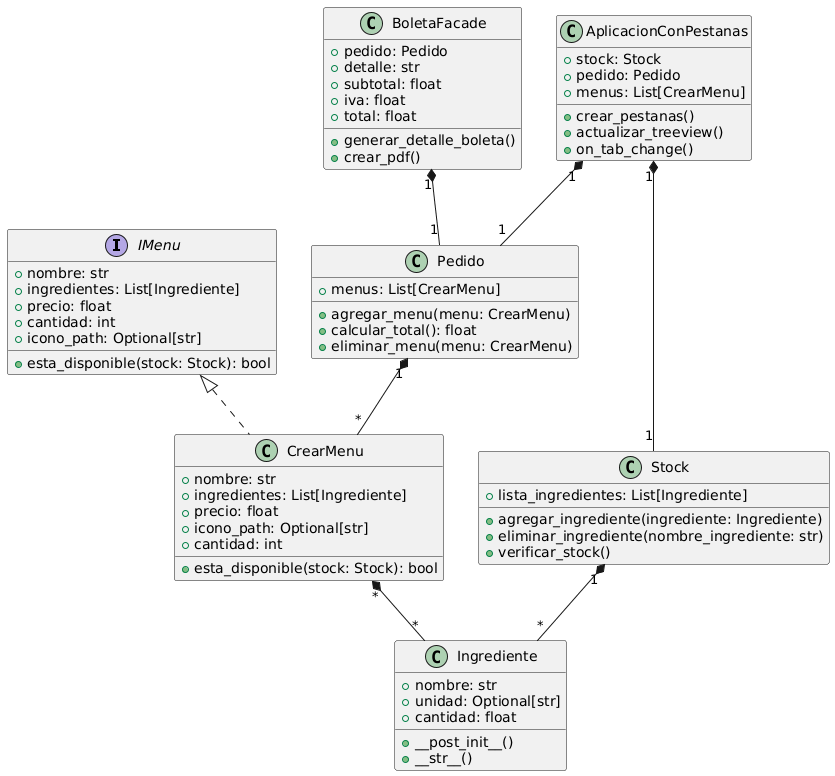 BoletaFacade
pedido: Pedido
detalle: str
subtotal: float
iva: float
total: float
generar_detalle_boleta()
crear_pdf()
AplicacionConPestanas
stock: Stock
pedido: Pedido
menus: List[CrearMenu]
crear_pestanas()
actualizar_treeview()
on_tab_change()
1
1
1
1
1
IMenu
nombre: str
ingredientes: List[Ingrediente]
precio: float
cantidad: int
icono_path: Optional[str]
esta_disponible(stock: Stock): bool
Pedido
menus: List[CrearMenu]
agregar_menu(menu: CrearMenu)
calcular_total(): float
eliminar_menu(menu: CrearMenu)
1
*
1
CrearMenu
nombre: str
ingredientes: List[Ingrediente]
precio: float
icono_path: Optional[str]
cantidad: int
esta_disponible(stock: Stock): bool
Stock
lista_ingredientes: List[Ingrediente]
agregar_ingrediente(ingrediente: Ingrediente)
eliminar_ingrediente(nombre_ingrediente: str)
verificar_stock()
*
1
*
*
Ingrediente
nombre: str
unidad: Optional[str]
cantidad: float
__post_init__()
__str__()